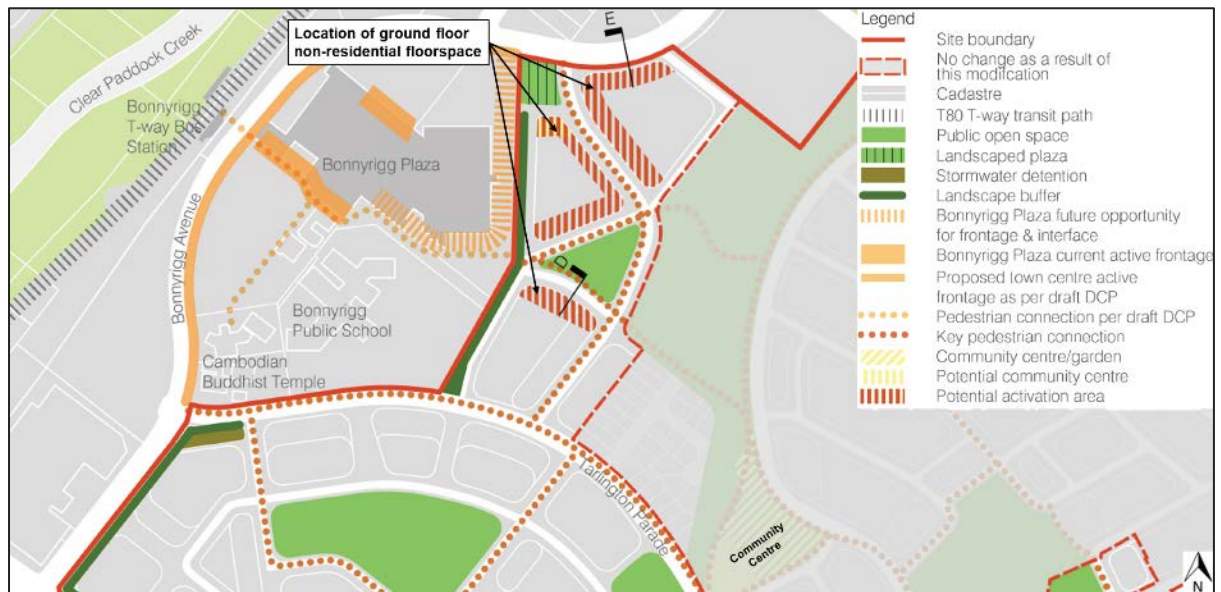 Location of ground floor
non-residential floorspace
E
Clear Paddock Creek
Bonnyrigg
T-way Bus
Station
Bonnyrigg Plaza
Bonnyrigg Avenue
D
Bonnyrigg
Public School
Cambodian
Buddhist Temple
Tarlington Parade
Community
Centre
N
Legend
Site boundary
No change as a result of
this modification
Cadastre
T80 T-way transit path
Public open space
Landscaped plaza
Stormwater detention
Landscape buffer
Bonnyrigg Plaza future opportunity
for frontage & interface
Bonnyrigg Plaza current active frontage
Proposed town centre active
frontage as per draft DCP
Pedestrian connection per draft DCP
Key pedestrian connection
Community centre/garden
Potential community centre
Potential activation area